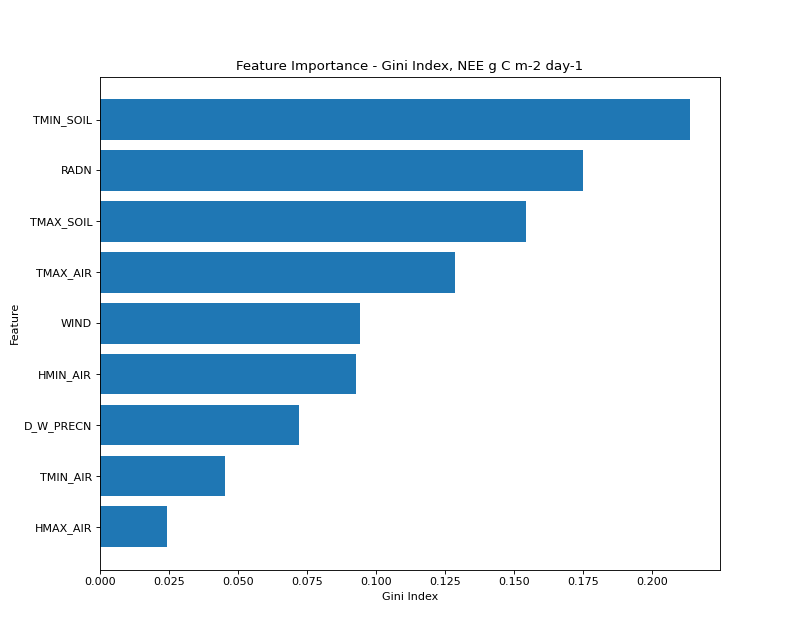 Feature Importance - Gini Index, NEE g C m-2 day-1
TMIN_SOIL
RADN
TMAX_SOIL
TMAX_AIR
WIND
HMIN_AIR
D_W_PRECN
TMIN_AIR
HMAX_AIR
Feature
0.000 0.025 0.050 0.075 0.100 0.125 0.150 0.175 0.200
Gini Index